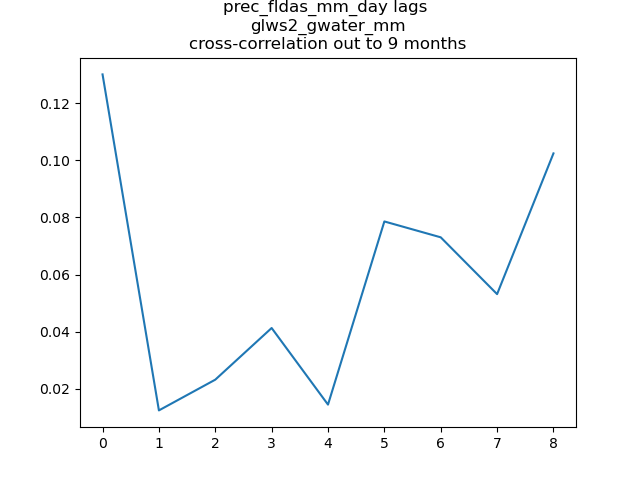 prec_fldas_mm_day lags
glws2_gwater_mm
cross-correlation out to 9 months
0.12
0.10
0.08
0.06
0.04
0.02
0 1 2 3 4 5 6 7 8